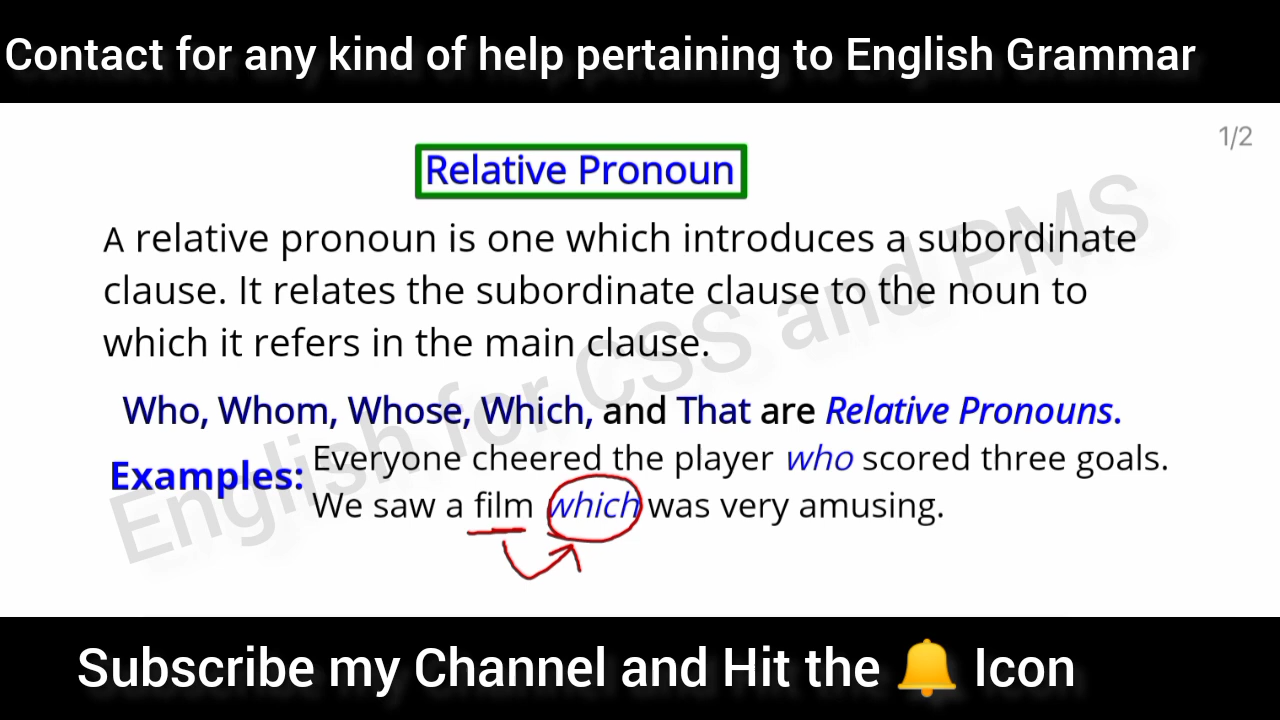 Contact for any kind of help pertaining to English Grammar
1/2
Relative Pronoun
A relative pronoun is one which introduces a subordinate
clause. It relates the subordinate clause to the noun to
which it refers in the main clause.
Who, Whom, Whose, Which, and That are Relative Pronouns.
Examples:
Everyone cheered the player who scored three goals.
We saw a film which was very amusing.
English for CSS and PMS
Subscribe my Channel and Hit the 🔔 Icon